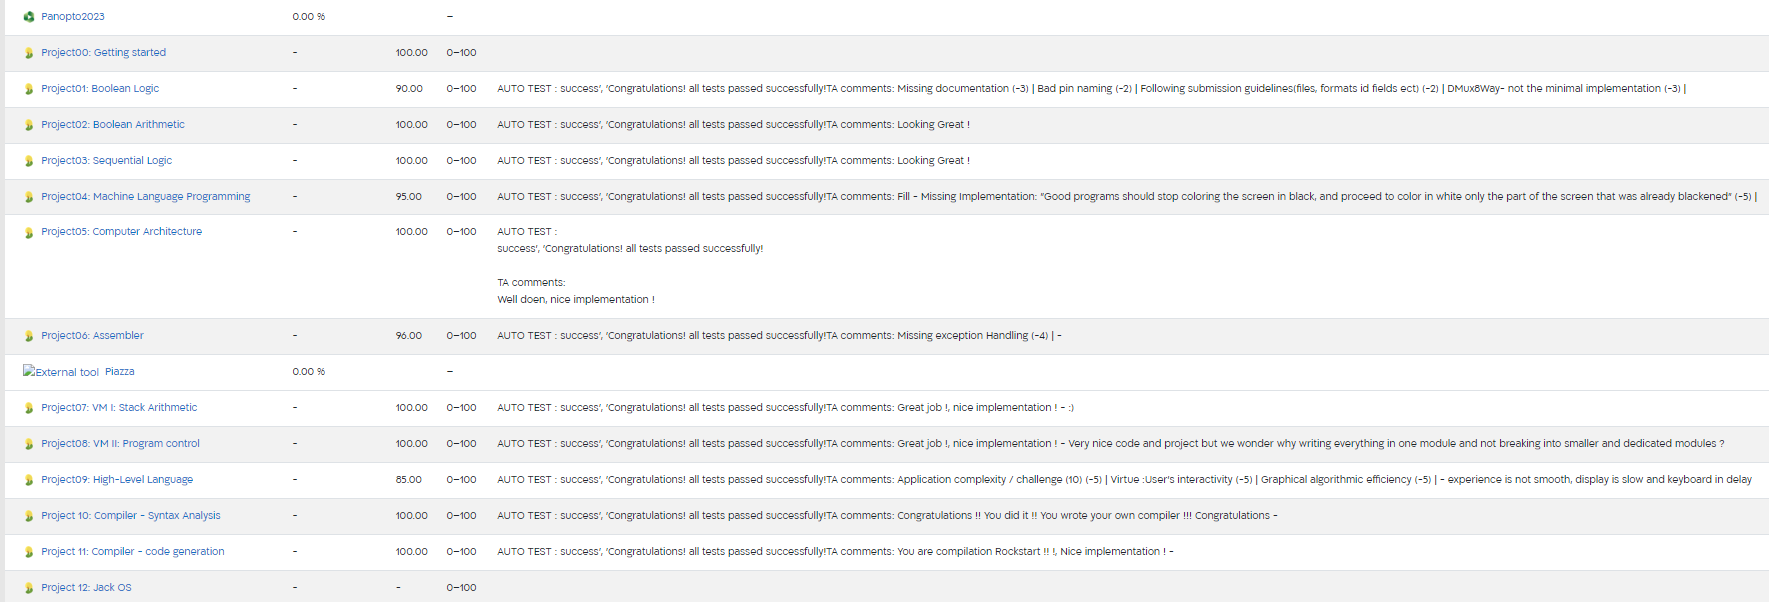 Panopto2023 0.00 % –
Project00: Getting started - 100.00 0–100
Project01: Boolean Logic - 90.00 0–100 AUTO TEST : success', 'Congratulations! all tests passed successfully!TA comments: Missing documentation (-3) | Bad pin naming (-2) | Following submission guidelines(files, formats id fields ect) (-2) | DMux8Way- not the minimal implementation (-3) |
Project02: Boolean Arithmetic - 100.00 0–100 AUTO TEST : success', 'Congratulations! all tests passed successfully!TA comments: Looking Great !
Project03: Sequential Logic - 100.00 0–100 AUTO TEST : success', 'Congratulations! all tests passed successfully!TA comments: Looking Great !
Project04: Machine Language Programming - 95.00 0–100 AUTO TEST : success', 'Congratulations! all tests passed successfully!TA comments: Fill - Missing Implementation: "Good programs should stop coloring the screen in black, and proceed to color in white only the part of the screen that was already blackened" (-5) |
Project05: Computer Architecture - 100.00 0–100 AUTO TEST :
success', 'Congratulations! all tests passed successfully!
TA comments:
Well doen, nice implementation !
Project06: Assembler - 96.00 0–100 AUTO TEST : success', 'Congratulations! all tests passed successfully!TA comments: Missing exception Handling (-4) | -
External tool Piazza 0.00 % –
Project07: VM I: Stack Arithmetic - 100.00 0–100 AUTO TEST : success', 'Congratulations! all tests passed successfully!TA comments: Great job !, nice implementation ! - :)
Project08: VM II: Program control - 100.00 0–100 AUTO TEST : success', 'Congratulations! all tests passed successfully!TA comments: Great job !, nice implementation ! - Very nice code and project but we wonder why writing everything in one module and not breaking into smaller and dedicated modules ?
Project09: High-Level Language - 85.00 0–100 AUTO TEST : success', 'Congratulations! all tests passed successfully!TA comments: Application complexity / challenge (10) (-5) | Virtue :User's interactivity (-5) | Graphical algorithmic efficiency (-5) | - experience is not smooth, display is slow and keyboard in delay
Project 10: Compiler - Syntax Analysis - 100.00 0–100 AUTO TEST : success', 'Congratulations! all tests passed successfully!TA comments: Congratulations !! You did it !! You wrote your own compiler !!! Congratulations -
Project 11: Compiler - code generation - 100.00 0–100 AUTO TEST : success', 'Congratulations! all tests passed successfully!TA comments: You are compilation Rockstart !! !, Nice implementation ! -
Project 12: Jack OS - - 0–100